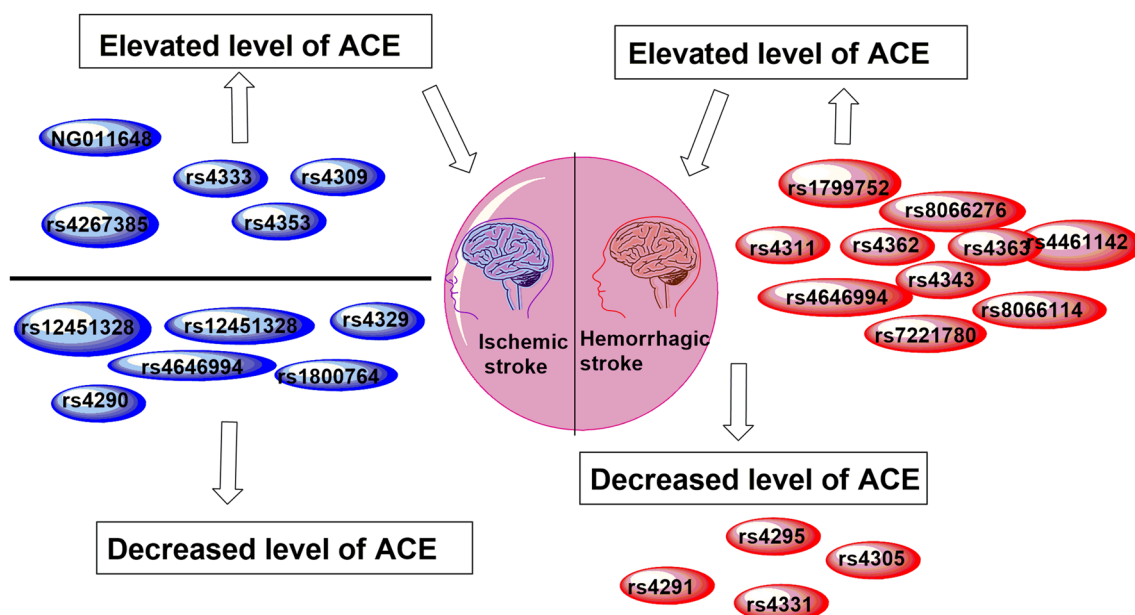 Elevated level of ACE
Elevated level of ACE
NG011648
rs4333
rs4309
rs4267385
rs4353
rs1799752
rs8066276
rs4311
rs4362
rs4363
rs4461142
rs4343
rs4646994
rs8066114
rs7221780
rs12451328
rs12451328
rs4329
rs4646994
rs1800764
rs4290
Ischemic
stroke
Hemorrhagic
stroke
Decreased level of ACE
Decreased level of ACE
rs4295
rs4305
rs4291
rs4331